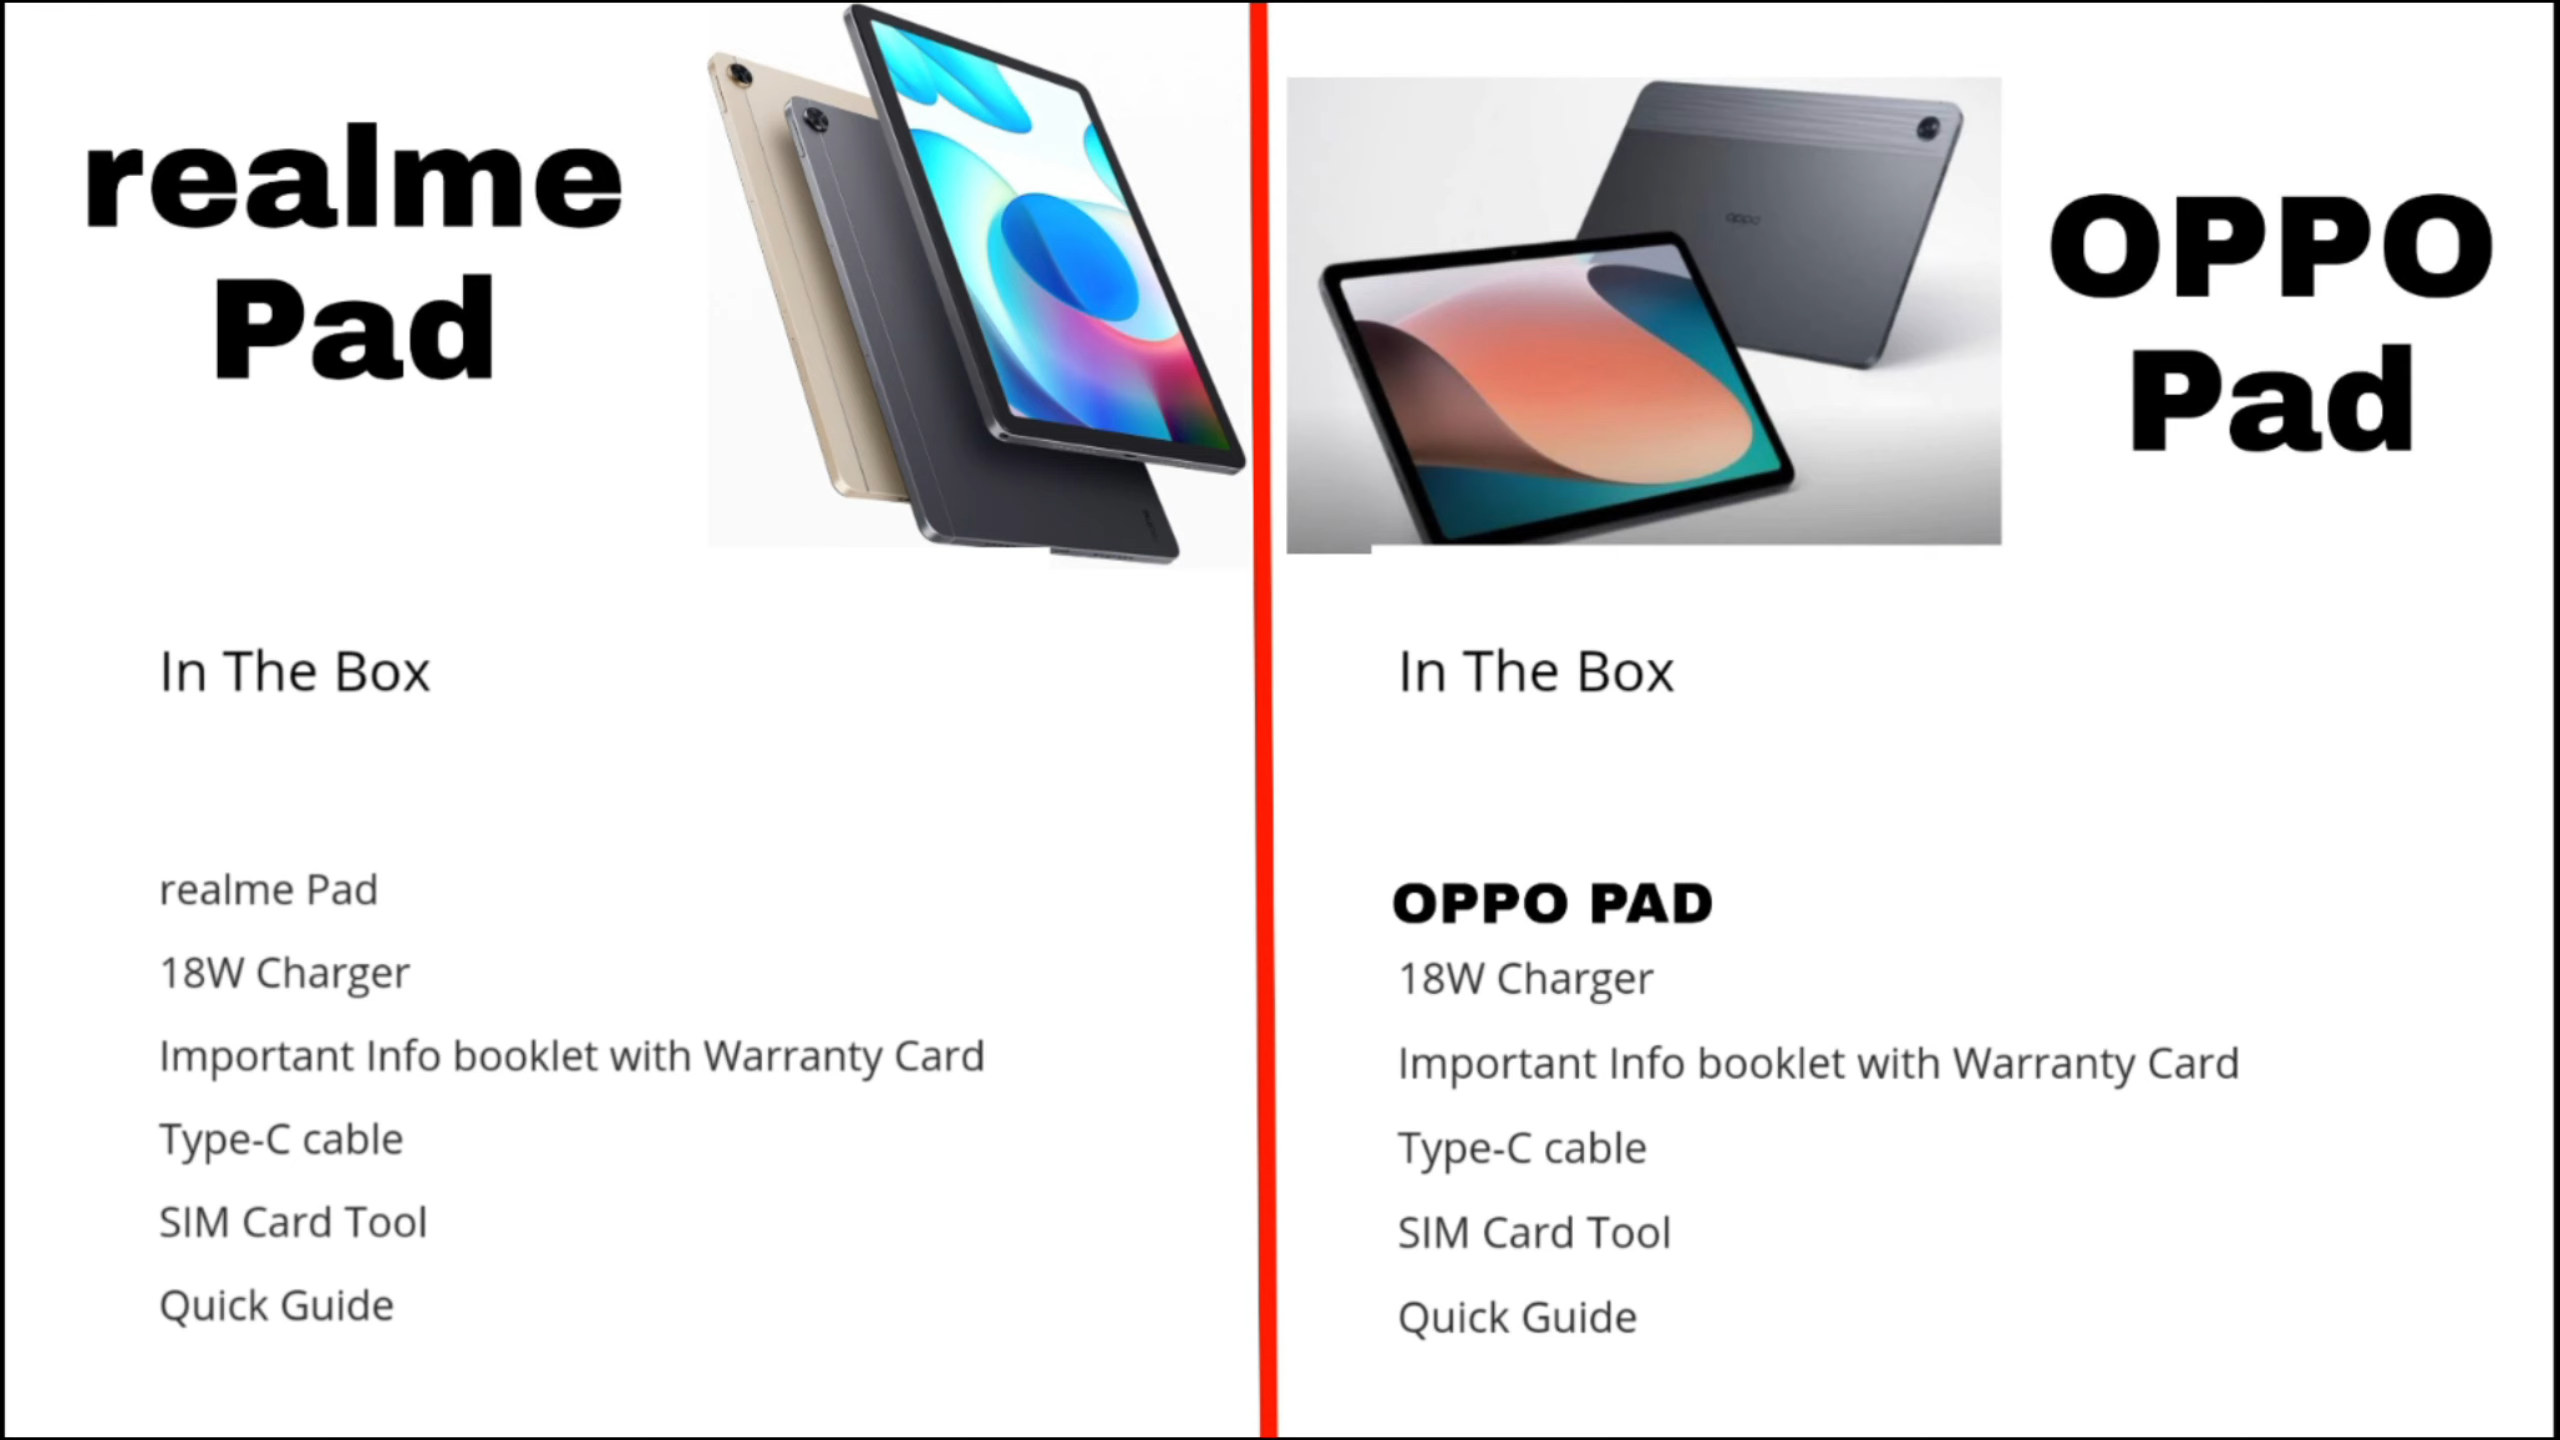 realme
Pad
In The Box
realme Pad
18W Charger
Important Info booklet with Warranty Card
Type-C cable
SIM Card Tool
Quick Guide
oppo
OPPO
Pad
In The Box
OPPO PAD
18W Charger
Important Info booklet with Warranty Card
Type-C cable
SIM Card Tool
Quick Guide